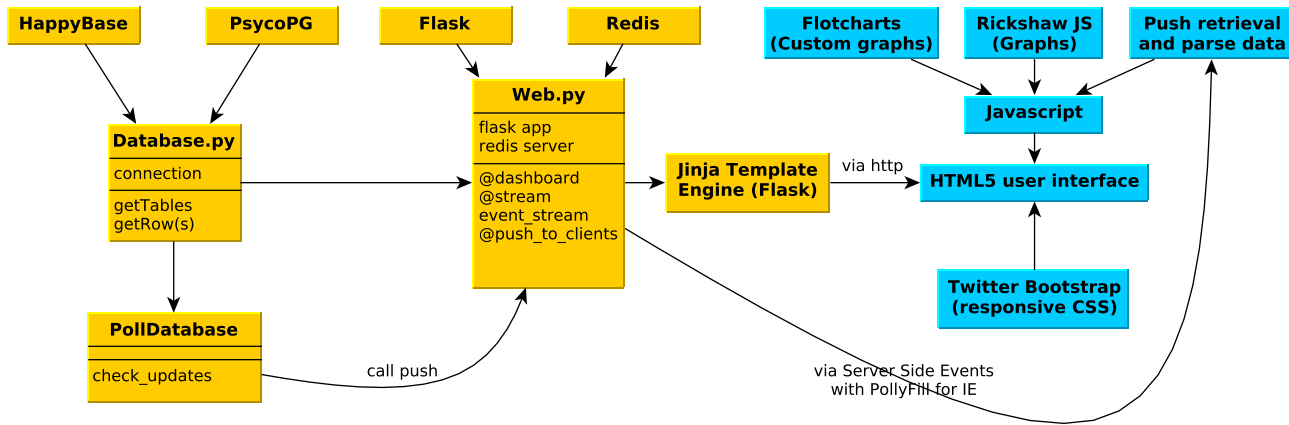 HappyBase
PsycoPG
Flask
Redis
Flotcharts
(Custom graphs)
Rickshaw JS
(Graphs)
Push retrieval
and parse data
Database.py
connection
getTables
getRow(s)
Web.py
flask app
redis server
@dashboard
@stream
event_stream
@push_to_clients
Jinja Template
Engine (Flask)
via http
Javascript
HTML5 user interface
Twitter Bootstrap
(responsive CSS)
PollDatabase
check_updates
call push
via Server Side Events
with PollyFill for IE